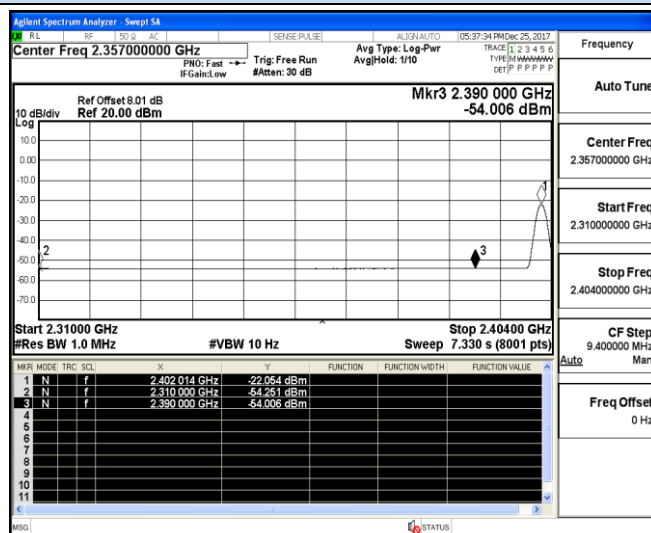 Agilent Spectrum Analyzer - Swept SA
RL RF 50 Ω AC SENSE:PULSE ALIGN AUTO 05:37:34 PM Dec 25, 2017
Center Freq 2.357000000 GHz
PNO: Fast
IFGain:Low
Trig: Free Run
#Atten: 30 dB
Avg Type: Log-Pwr
Avg|Hold: 1/10
TRACE 1 2 3 4 5 6
TYPE M WWWWW
DET P P P P P P
Ref Offset 8.01 dB
10 dB/div Ref 20.00 dBm
Log
Mkr3 2.390 000 GHz
-54.006 dBm
10.0
0.00
-10.0
-20.0
-30.0
-40.0
-50.0
-60.0
-70.0
1
2
3
Start 2.31000 GHz Stop 2.40400 GHz
#Res BW 1.0 MHz #VBW 10 Hz Sweep 7.330 s (8001 pts)
MKR MODE TRC SCL X Y FUNCTION FUNCTION WIDTH FUNCTION VALUE
1 N f 2.402 014 GHz -22.054 dBm
2 N f 2.310 000 GHz -54.251 dBm
3 N f 2.390 000 GHz -54.006 dBm
4
5
6
7
8
9
10
11
MSG STATUS
Frequency
Auto Tune
Center Freq
2.357000000 GHz
Start Freq
2.310000000 GHz
Stop Freq
2.404000000 GHz
CF Step
9.400000 MHz
Auto Man
Freq Offset
0 Hz